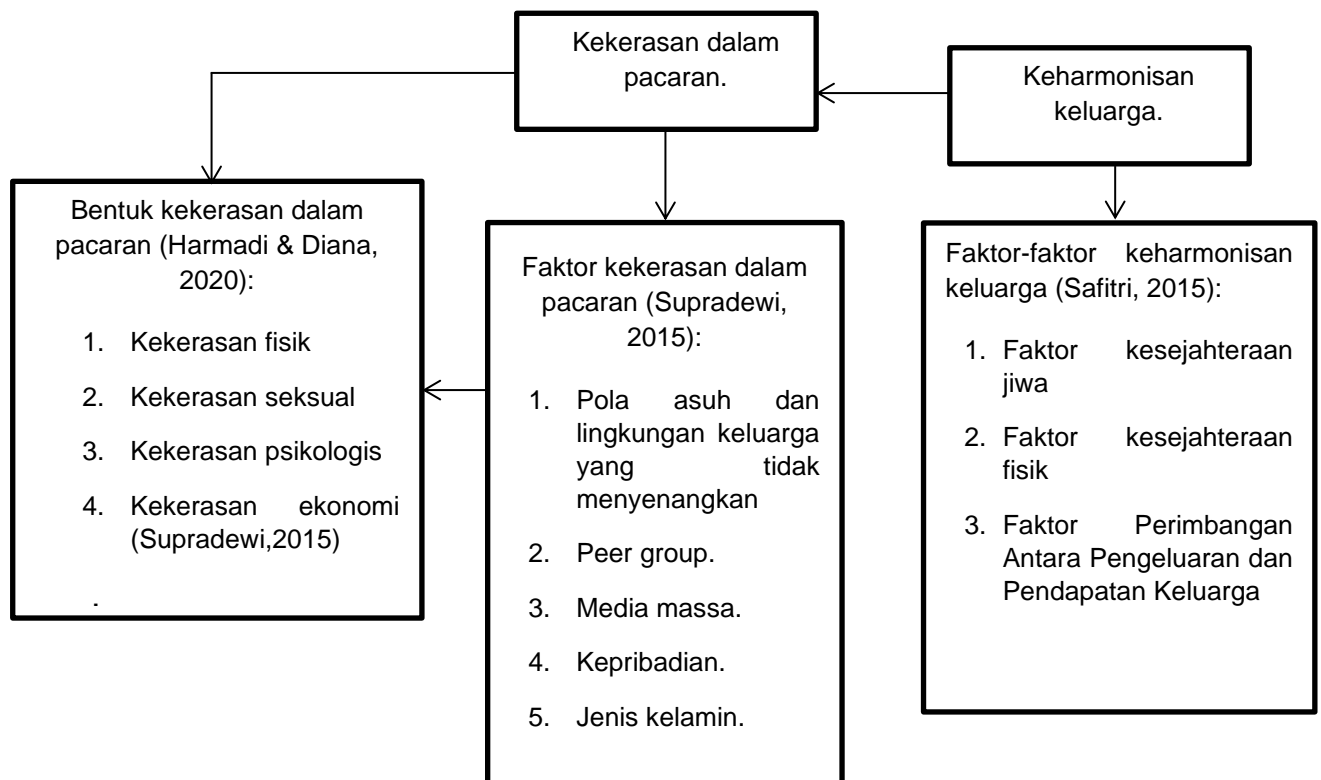 Kekerasan dalam
pacaran.
Keharmonisan
keluarga.
Bentuk kekerasan dalam
pacaran (Harmadi & Diana,
2020):
1. Kekerasan fisik
2. Kekerasan seksual
3. Kekerasan psikologis
4. Kekerasan ekonomi
(Supradewi,2015)
.
Faktor kekerasan dalam
pacaran (Supradewi,
2015):
1. Pola asuh dan
lingkungan keluarga
yang tidak
menyenangkan
2. Peer group.
3. Media massa.
4. Kepribadian.
5. Jenis kelamin.
Faktor-faktor keharmonisan
keluarga (Safitri, 2015):
1. Faktor kesejahteraan
jiwa
2. Faktor kesejahteraan
fisik
3. Faktor Perimbangan
Antara Pengeluaran dan
Pendapatan Keluarga